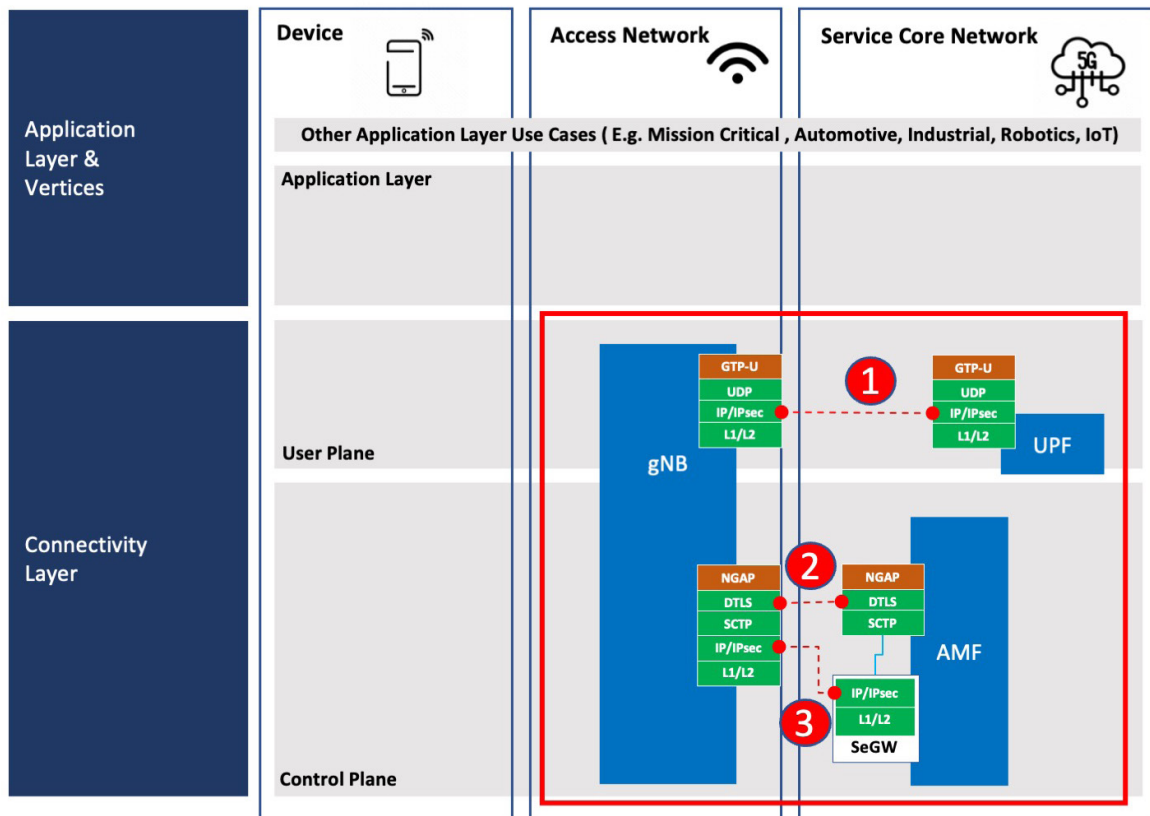 Device
Access Network
Service Core Network
5G
Application
Layer &
Vertices
Other Application Layer Use Cases ( E.g. Mission Critical , Automotive, Industrial, Robotics, IoT)
Application Layer
Connectivity
Layer
User Plane
gNB
GTP-U
UDP
IP/IPsec
L1/L2
1
GTP-U
UDP
IP/IPsec
L1/L2
UPF
Control Plane
NGAP
DTLS
SCTP
IP/IPsec
L1/L2
2
NGAP
DTLS
SCTP
AMF
3
IP/IPsec
L1/L2
SeGW